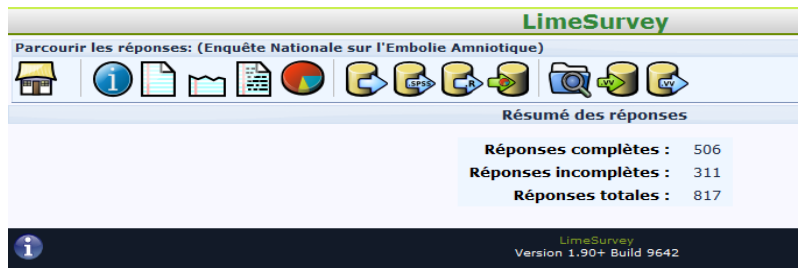 LimeSurvey
Parcourir les réponses: (Enquête Nationale sur l'Embolie Amniotique)
.SPSS R .VV .VV
Résumé des réponses
Réponses complètes : 506
Réponses incomplètes : 311
Réponses totales : 817
LimeSurvey
Version 1.90+ Build 9642